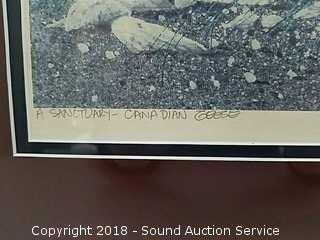 A SANCTUARY - CANADIAN GEESE
Copyright 2018 - Sound Auction Service